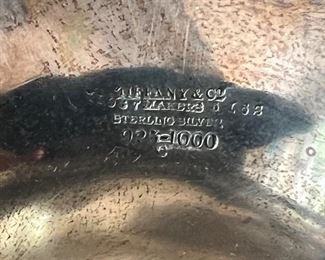 TIFFANY & CO
MAKERS
STERLING SILVER
925-1000
C